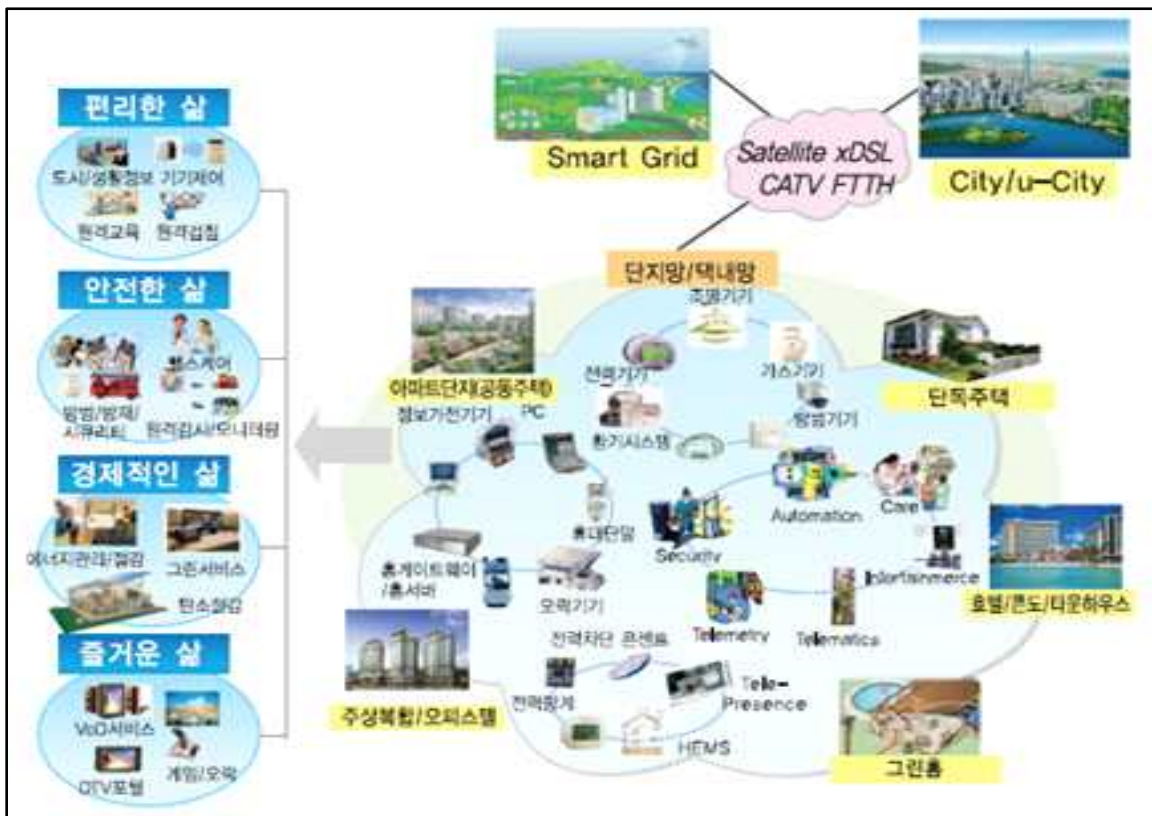 편리한 삶
도시/생활정보 기기제어
원격교육 원격검침
안전한 삶
헬스케어
방범/방재/
시큐리티
원격감시/모니터링
경제적인 삶
에너지관리/절감
그린서비스
탄소절감
즐거운 삶
VoD서비스
게임/오락
DTV포털
Smart Grid
Satellite xDSL
CATV FTTH
City/u-City
단지망/댁내망
조명기기
아파트단지(공동주택)
정보가전기기
PC
가스기기
방범기기
환기시스템
단독주택
휴대단말
홈게이트웨이
/홈서버
오락기기
Security
Automation
Care
Telemetry
Telematics
호텔/콘도/타운하우스
전력차단 콘센트
Tele-
Presence
HEMS
주상복합/오피스텔
그린홈